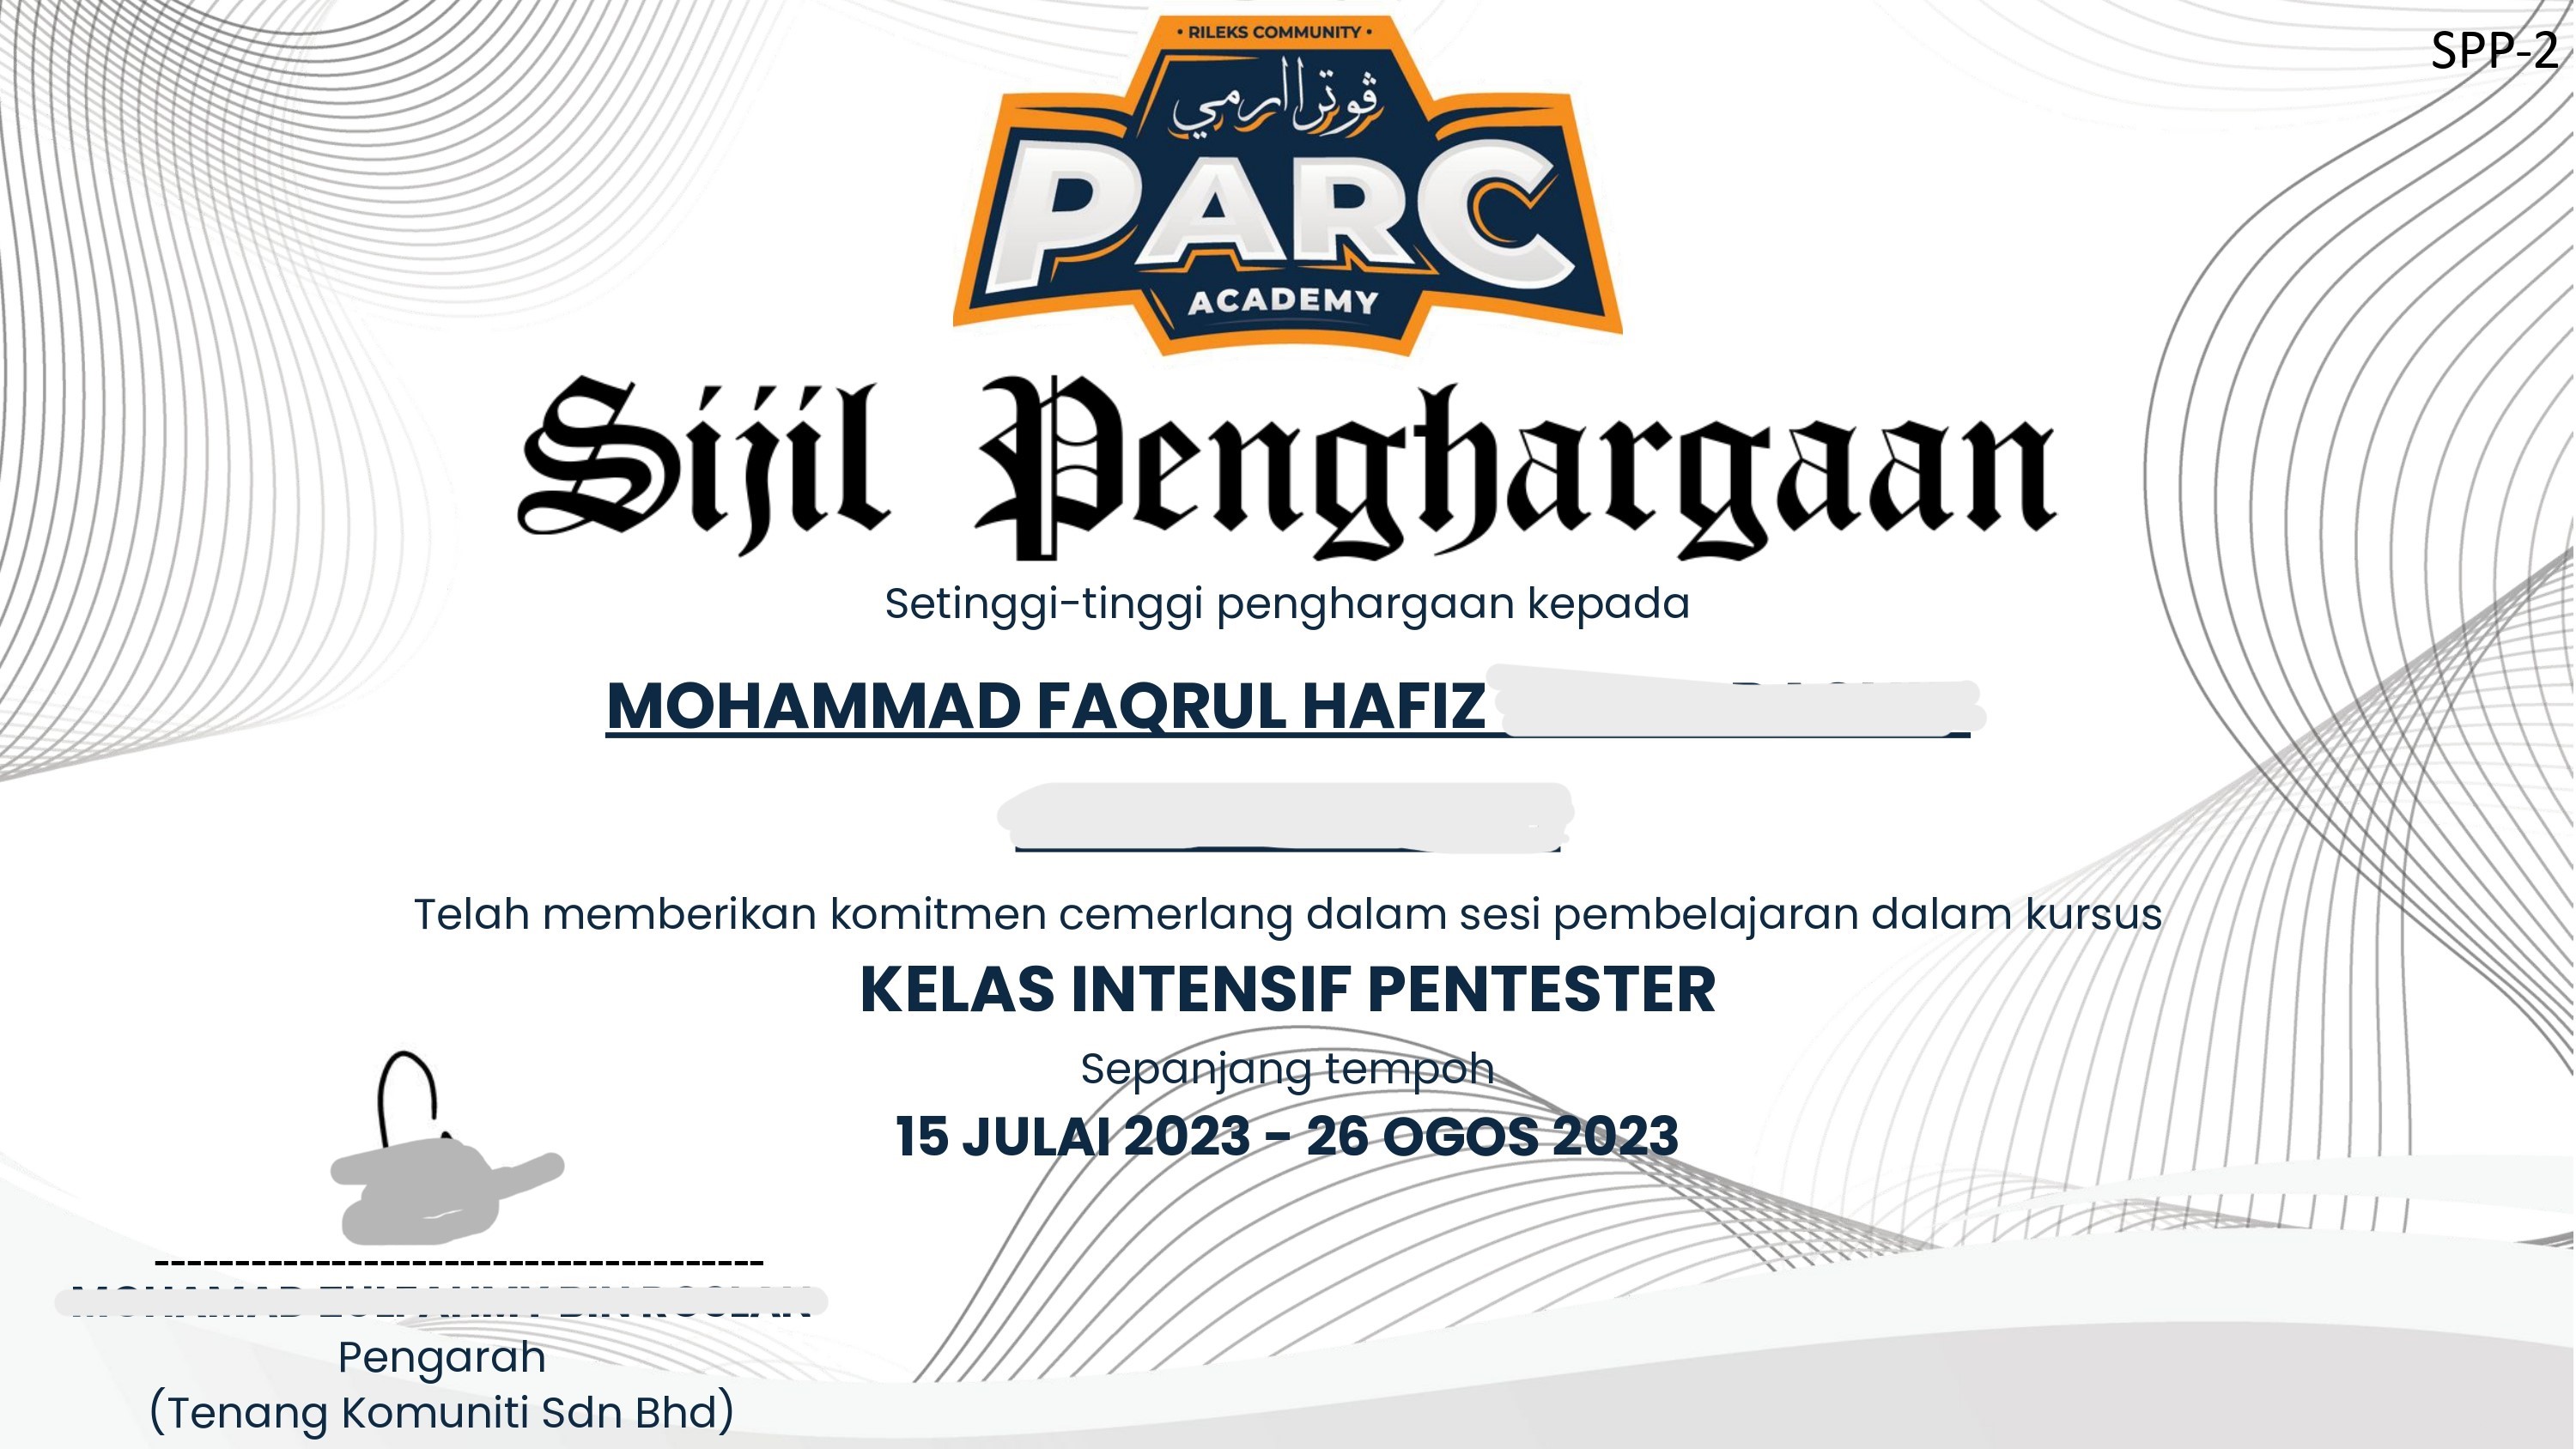 SPP-2
• RILEKS COMMUNITY •
ڤوترا ارمي
PARC
ACADEMY
Sijil Penghargaan
Setinggi-tinggi penghargaan kepada
MOHAMMAD FAQRUL HAFIZ
Telah memberikan komitmen cemerlang dalam sesi pembelajaran dalam kursus
KELAS INTENSIF PENTESTER
Sepanjang tempoh
15 JULAI 2023 - 26 OGOS 2023
Pengarah
(Tenang Komuniti Sdn Bhd)